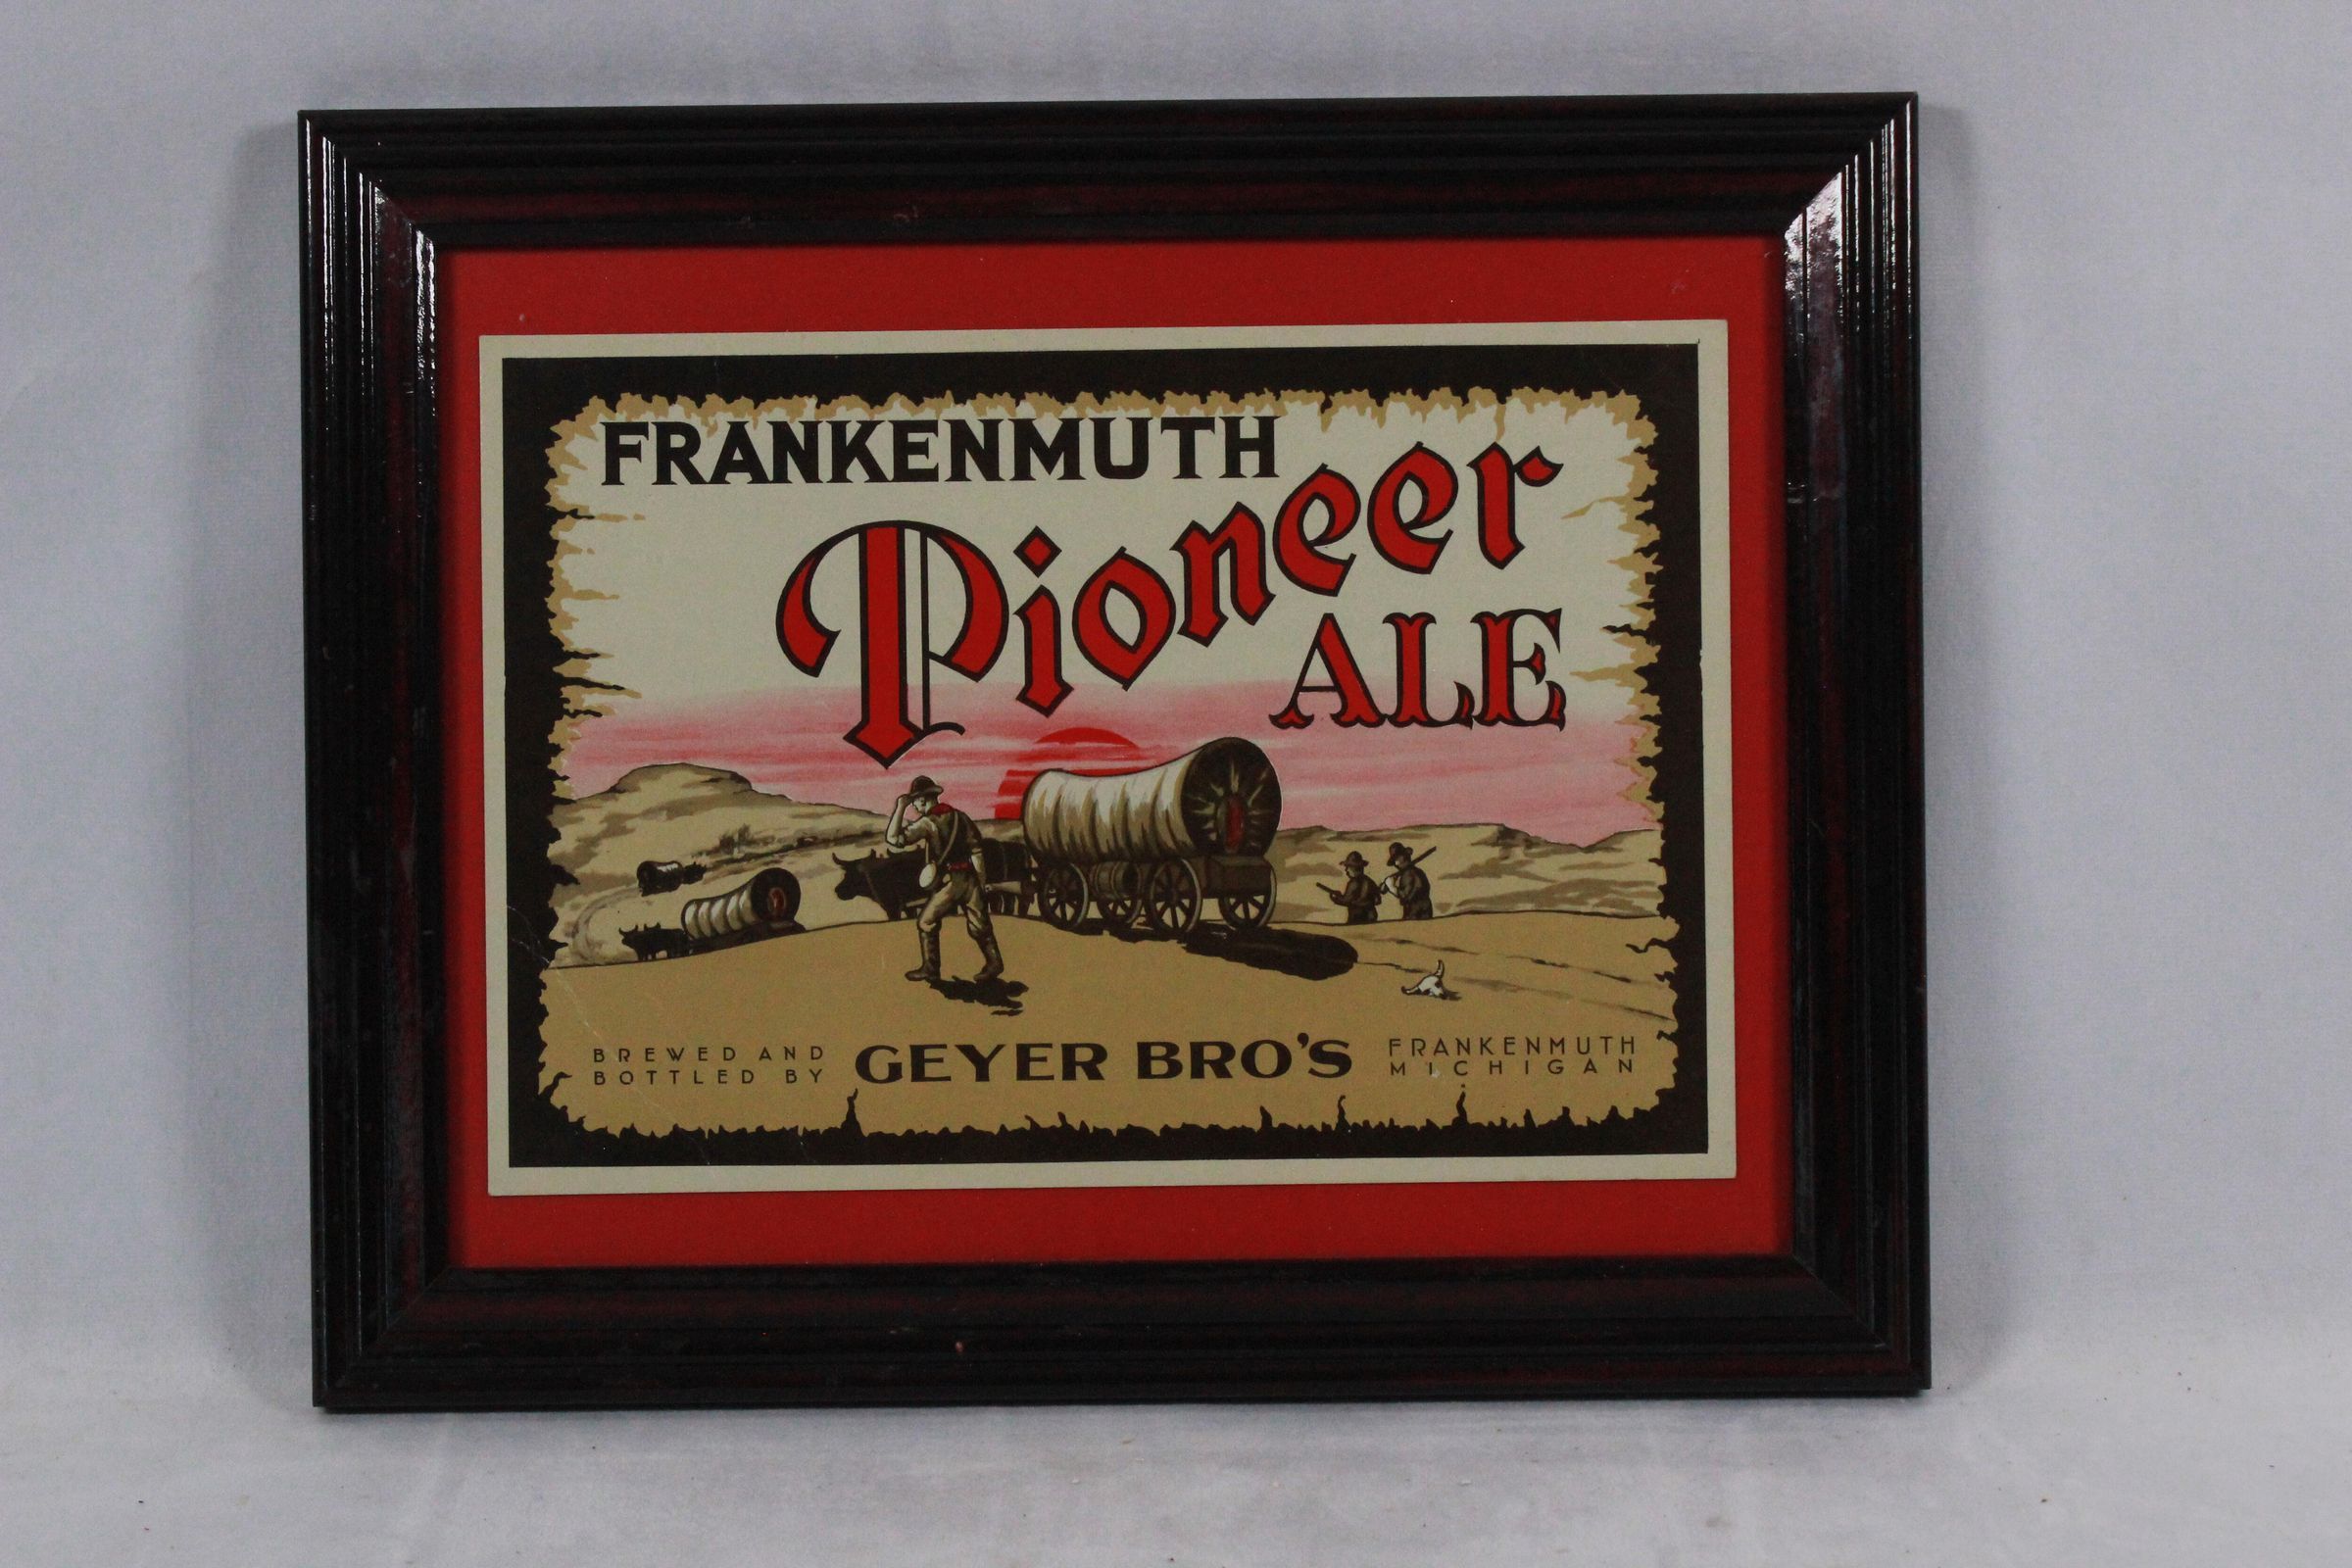 FRANKENMUTH
Pioneer
ALE
BREWED AND
BOTTLED BY
GEYER BRO'S
FRANKENMUTH
MICHIGAN